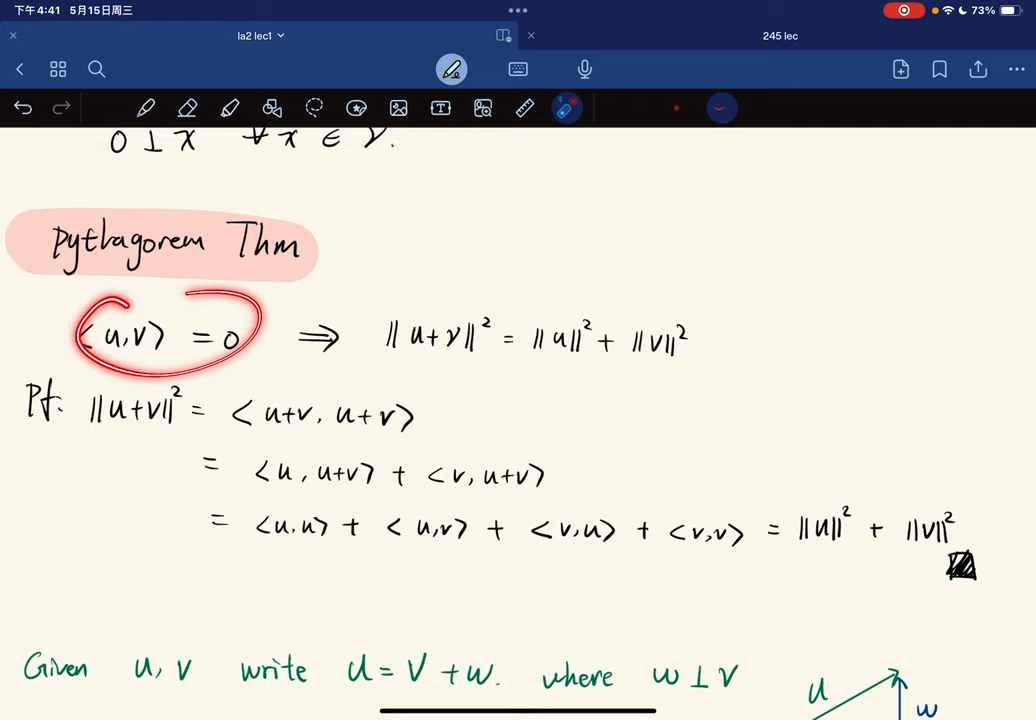 下午4:41 5月15日周三
73%
la2 lec1
245 lec
0 ⊥ x ∀ x ∈ V.
pythagorem Thm
⟨u,v⟩ = 0 ⟹ ‖u+v‖² = ‖u‖² + ‖v‖²
Pf. ‖u+v‖² = ⟨u+v, u+v⟩
= ⟨u, u+v⟩ + ⟨v, u+v⟩
= ⟨u,u⟩ + ⟨u,v⟩ + ⟨v,u⟩ + ⟨v,v⟩ = ‖u‖² + ‖v‖²
Given u, v write u = v + w. where w ⊥ v
u
w